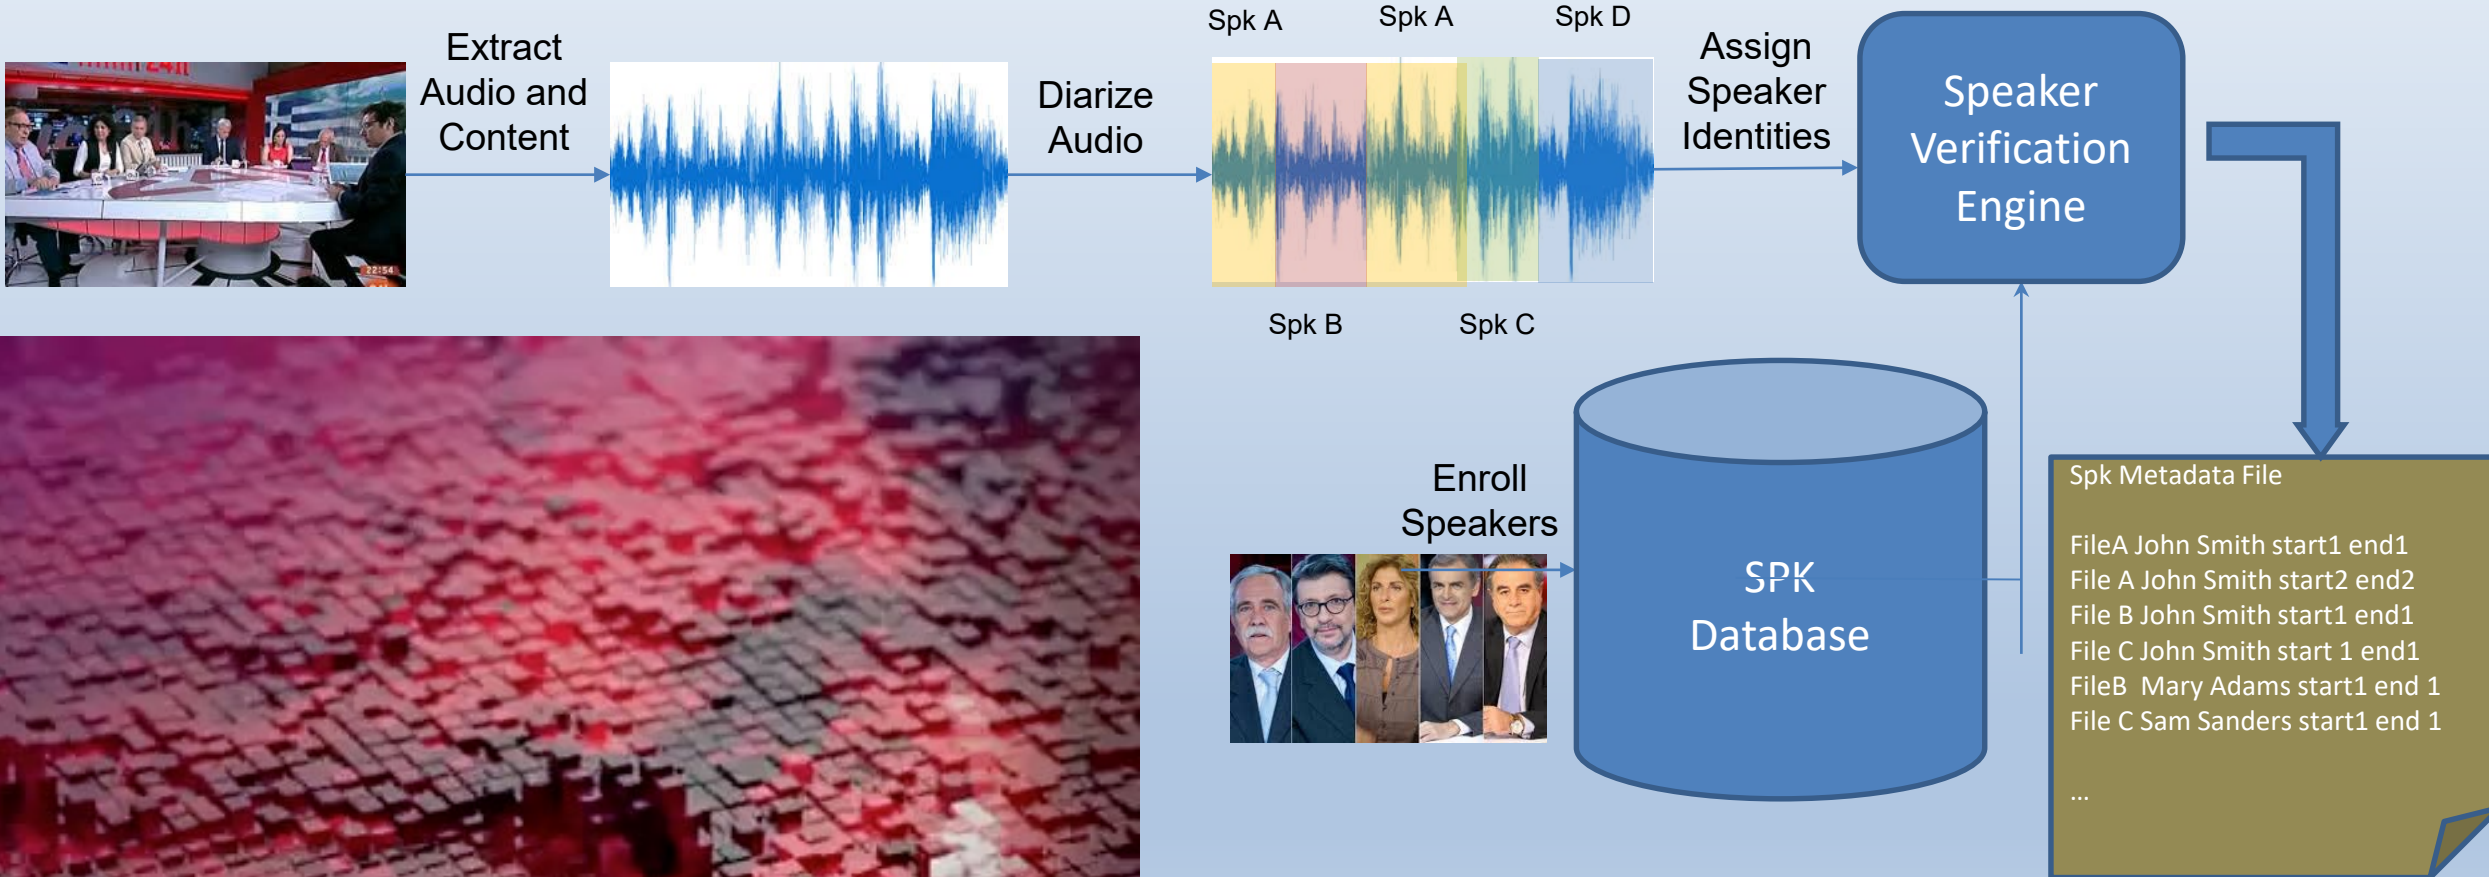 Extract
Audio and
Content
24h
22:54
Diarize
Audio
Spk A
Spk A
Spk D
Spk B
Spk C
Assign
Speaker
Identities
Speaker
Verification
Engine
Enroll
Speakers
SPK
Database
Spk Metadata File
FileA John Smith start1 end1
File A John Smith start2 end2
File B John Smith start1 end1
File C John Smith start 1 end1
FileB  Mary Adams start1 end 1
File C Sam Sanders start1 end 1
...